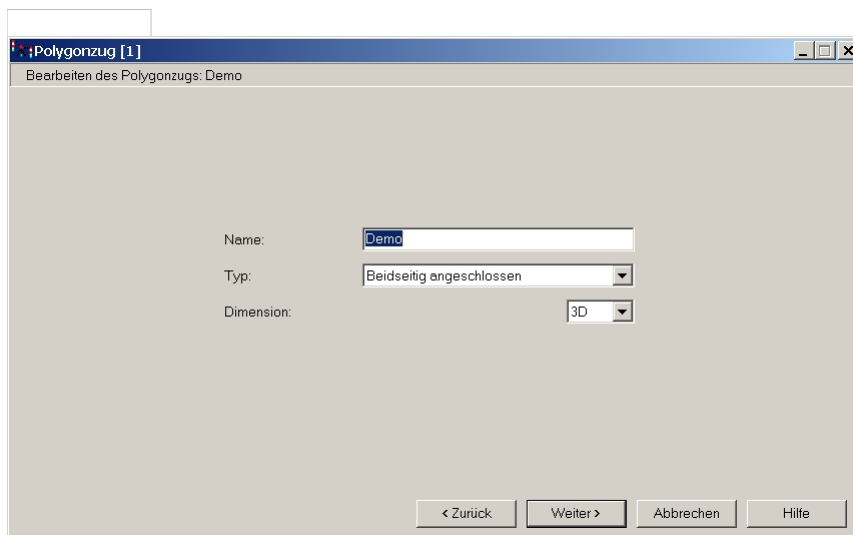 Polygonzug [1]
Bearbeiten des Polygonzugs: Demo
Name: Demo
Typ: Beidseitig angeschlossen
Dimension: 3D
< Zurück Weiter > Abbrechen Hilfe